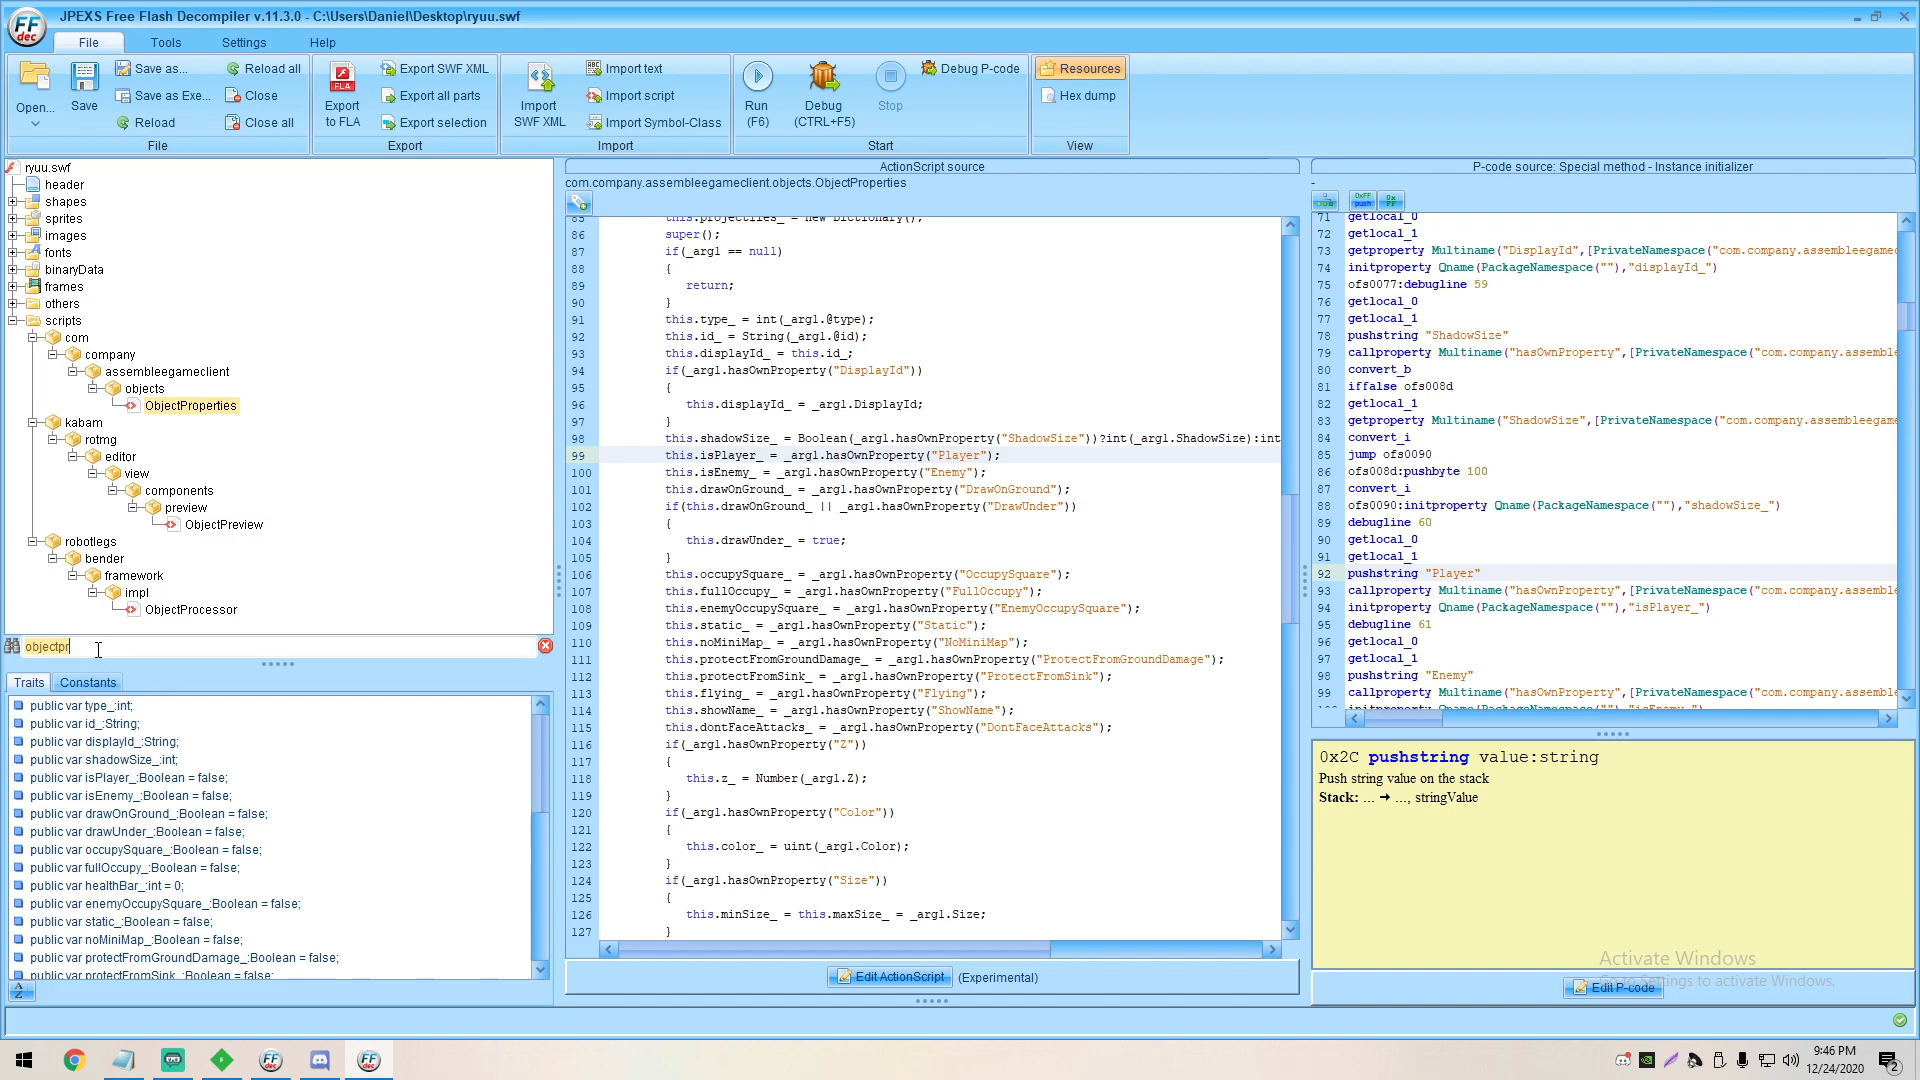 JPEXS Free Flash Decompiler v.11.3.0 - C:\Users\Daniel\Desktop\ryuu.swf
File Tools Settings Help
Open... Save Save as... Save as Exe... Reload Reload all Close Close all
File
Export to FLA Export SWF XML Export all parts Export selection
Export
Import SWF XML Import text Import script Import Symbol-Class
Import
Run (F6) Debug (CTRL+F5) Stop Debug P-code
Start
Resources Hex dump
View
ryuu.swf
header
shapes
sprites
images
fonts
binaryData
frames
others
scripts
com
company
assembleegameclient
objects
ObjectProperties
kabam
rotmg
editor
view
components
preview
ObjectPreview
robotlegs
bender
framework
impl
ObjectProcessor
objectpr
Traits Constants
public var type_:int;
public var id_:String;
public var displayId_:String;
public var shadowSize_:int;
public var isPlayer_:Boolean = false;
public var isEnemy_:Boolean = false;
public var drawOnGround_:Boolean = false;
public var drawUnder_:Boolean = false;
public var occupySquare_:Boolean = false;
public var fullOccupy_:Boolean = false;
public var healthBar_:int = 0;
public var enemyOccupySquare_:Boolean = false;
public var static_:Boolean = false;
public var noMiniMap_:Boolean = false;
public var protectFromGroundDamage_:Boolean = false;
public var protectFromSink_:Boolean = false;
ActionScript source
com.company.assembleegameclient.objects.ObjectProperties
85 this.projectiles_ = new Dictionary();
86 super();
87 if(_arg1 == null)
88 {
89 return;
90 }
91 this.type_ = int(_arg1.@type);
92 this.id_ = String(_arg1.@id);
93 this.displayId_ = this.id_;
94 if(_arg1.hasOwnProperty("DisplayId"))
95 {
96 this.displayId_ = _arg1.DisplayId;
97 }
98 this.shadowSize_ = Boolean(_arg1.hasOwnProperty("ShadowSize"))?int(_arg1.ShadowSize):int
99 this.isPlayer_ = _arg1.hasOwnProperty("Player");
100 this.isEnemy_ = _arg1.hasOwnProperty("Enemy");
101 this.drawOnGround_ = _arg1.hasOwnProperty("DrawOnGround");
102 if(this.drawOnGround_ || _arg1.hasOwnProperty("DrawUnder"))
103 {
104 this.drawUnder_ = true;
105 }
106 this.occupySquare_ = _arg1.hasOwnProperty("OccupySquare");
107 this.fullOccupy_ = _arg1.hasOwnProperty("FullOccupy");
108 this.enemyOccupySquare_ = _arg1.hasOwnProperty("EnemyOccupySquare");
109 this.static_ = _arg1.hasOwnProperty("Static");
110 this.noMiniMap_ = _arg1.hasOwnProperty("NoMiniMap");
111 this.protectFromGroundDamage_ = _arg1.hasOwnProperty("ProtectFromGroundDamage");
112 this.protectFromSink_ = _arg1.hasOwnProperty("ProtectFromSink");
113 this.flying_ = _arg1.hasOwnProperty("Flying");
114 this.showName_ = _arg1.hasOwnProperty("ShowName");
115 this.dontFaceAttacks_ = _arg1.hasOwnProperty("DontFaceAttacks");
116 if(_arg1.hasOwnProperty("Z"))
117 {
118 this.z_ = Number(_arg1.Z);
119 }
120 if(_arg1.hasOwnProperty("Color"))
121 {
122 this.color_ = uint(_arg1.Color);
123 }
124 if(_arg1.hasOwnProperty("Size"))
125 {
126 this.minSize_ = this.maxSize_ = _arg1.Size;
127 }
Edit ActionScript (Experimental)
P-code source: Special method - Instance initializer
-
71 getlocal_0
72 getlocal_1
73 getproperty Multiname("DisplayId",[PrivateNamespace("com.company.assembleegamec
74 initproperty Qname(PackageNamespace(""),"displayId_")
75 ofs0077:debugline 59
76 getlocal_0
77 getlocal_1
78 pushstring "ShadowSize"
79 callproperty Multiname("hasOwnProperty",[PrivateNamespace("com.company.assemble
80 convert_b
81 iffalse ofs008d
82 getlocal_1
83 getproperty Multiname("ShadowSize",[PrivateNamespace("com.company.assembleegame
84 convert_i
85 jump ofs0090
86 ofs008d:pushbyte 100
87 convert_i
88 ofs0090:initproperty Qname(PackageNamespace(""),"shadowSize_")
89 debugline 60
90 getlocal_0
91 getlocal_1
92 pushstring "Player"
93 callproperty Multiname("hasOwnProperty",[PrivateNamespace("com.company.assemble
94 initproperty Qname(PackageNamespace(""),"isPlayer_")
95 debugline 61
96 getlocal_0
97 getlocal_1
98 pushstring "Enemy"
99 callproperty Multiname("hasOwnProperty",[PrivateNamespace("com.company.assemble
100 initproperty Qname(PackageNamespace(""),"isEnemy_")
0x2C pushstring value:string
Push string value on the stack
Stack: ... ➜ ..., stringValue
Activate Windows
Go to Settings to activate Windows.
Edit P-code
9:46 PM
12/24/2020
2